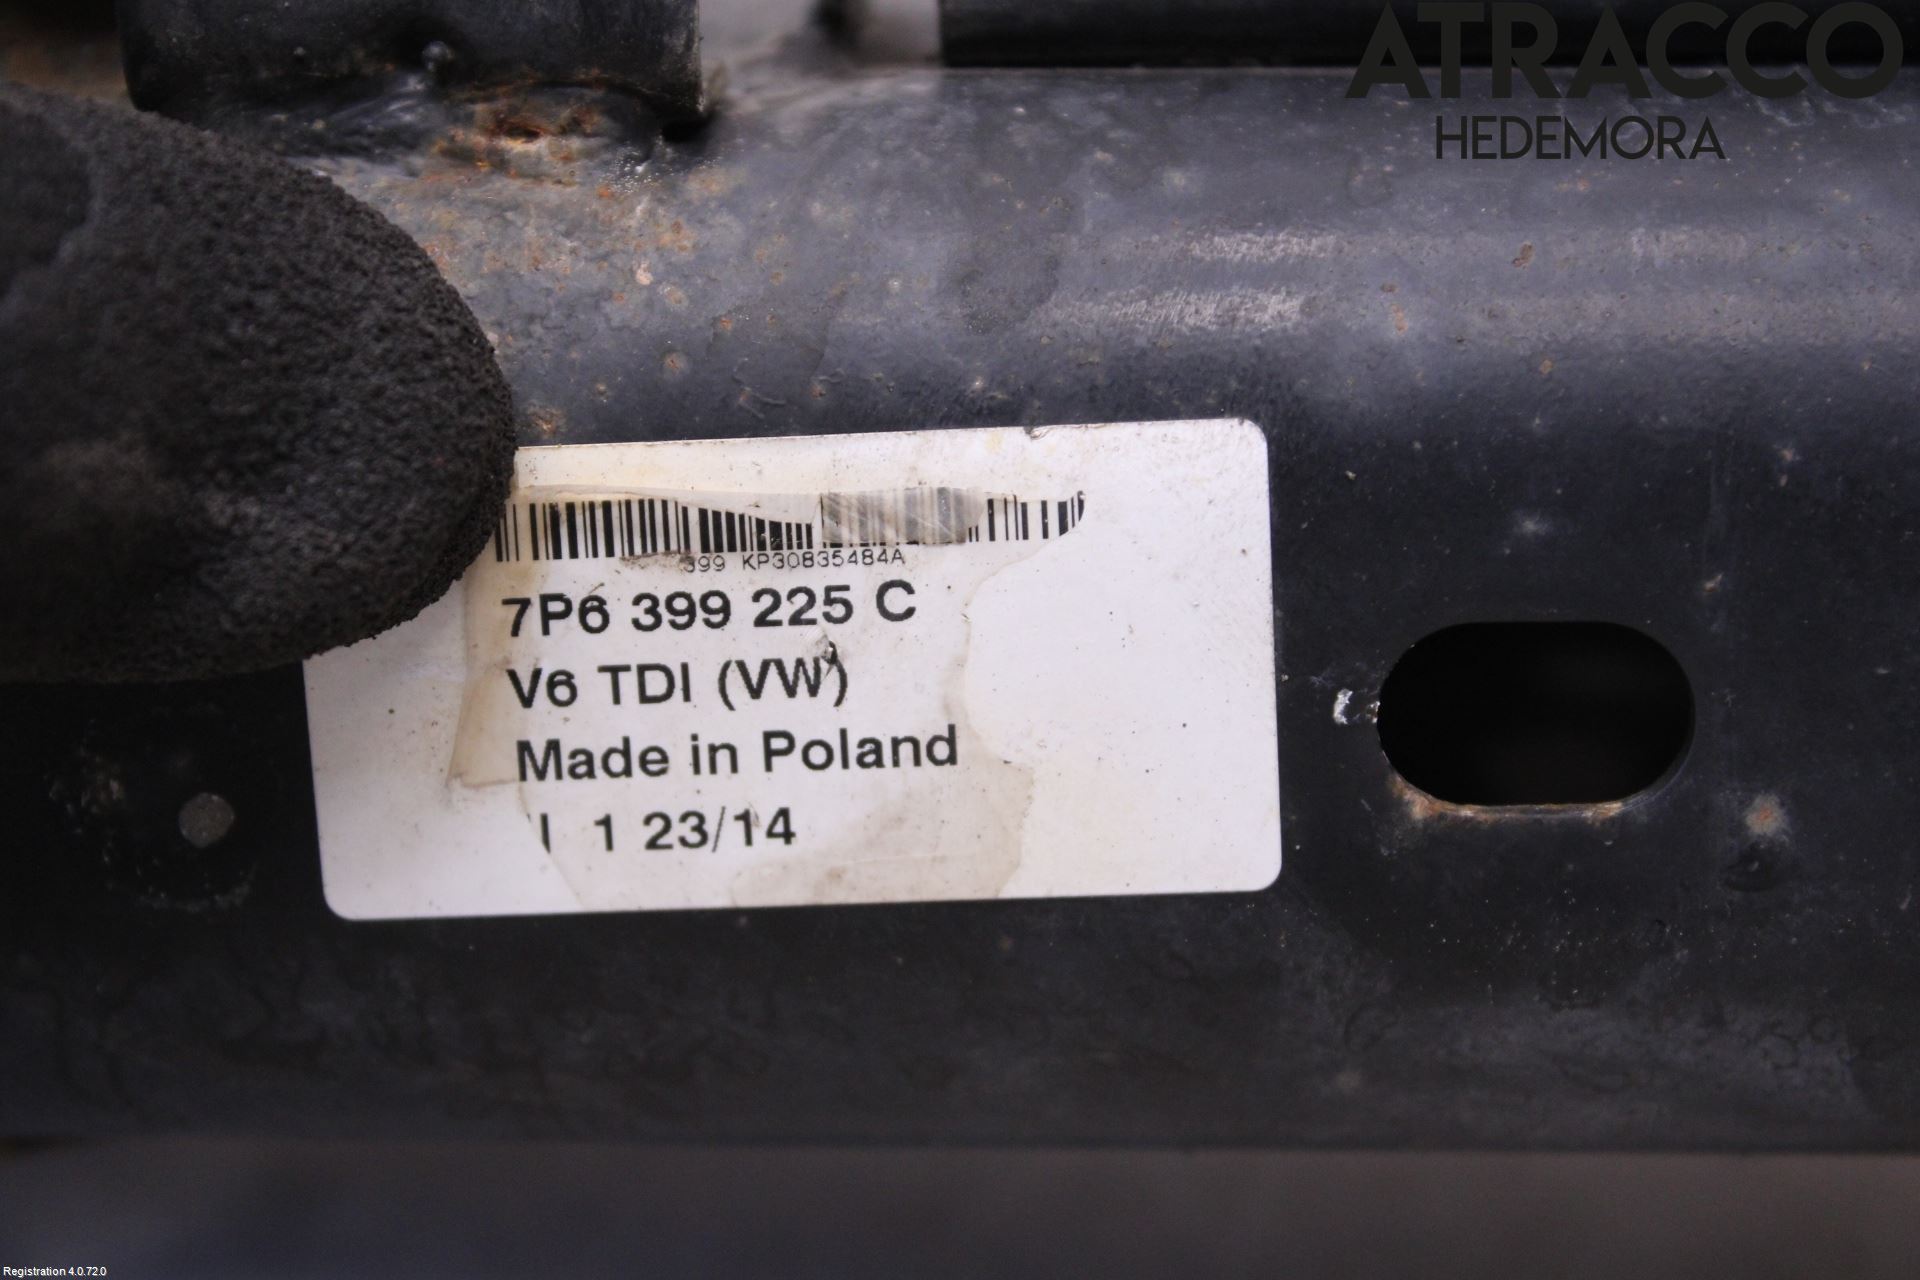 ATRACCO
HEDEMORA
399 KP30835484A
7P6 399 225 C
V6 TDI (VW)
Made in Poland
1 23/14
Registration 4.0.72.0